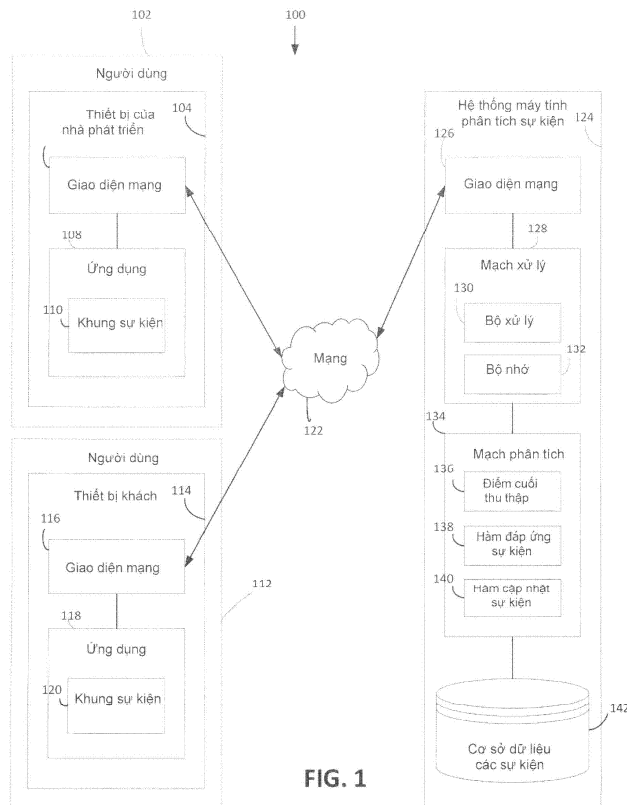 100
102
Người dùng
Thiết bị của
nhà phát triển
104
Giao diện mạng
108
Ứng dụng
110
Khung sự kiện
Người dùng
Thiết bị khách
114
116
Giao diện mạng
112
118
Ứng dụng
120
Khung sự kiện
Mạng
122
Hệ thống máy tính
phân tích sự kiện
124
126
Giao diện mạng
128
Mạch xử lý
130
Bộ xử lý
132
Bộ nhớ
134
Mạch phân tích
136
Điểm cuối
thu thập
138
Hàm đáp ứng
sự kiện
140
Hàm cập nhật
sự kiện
142
Cơ sở dữ liệu
các sự kiện
FIG. 1